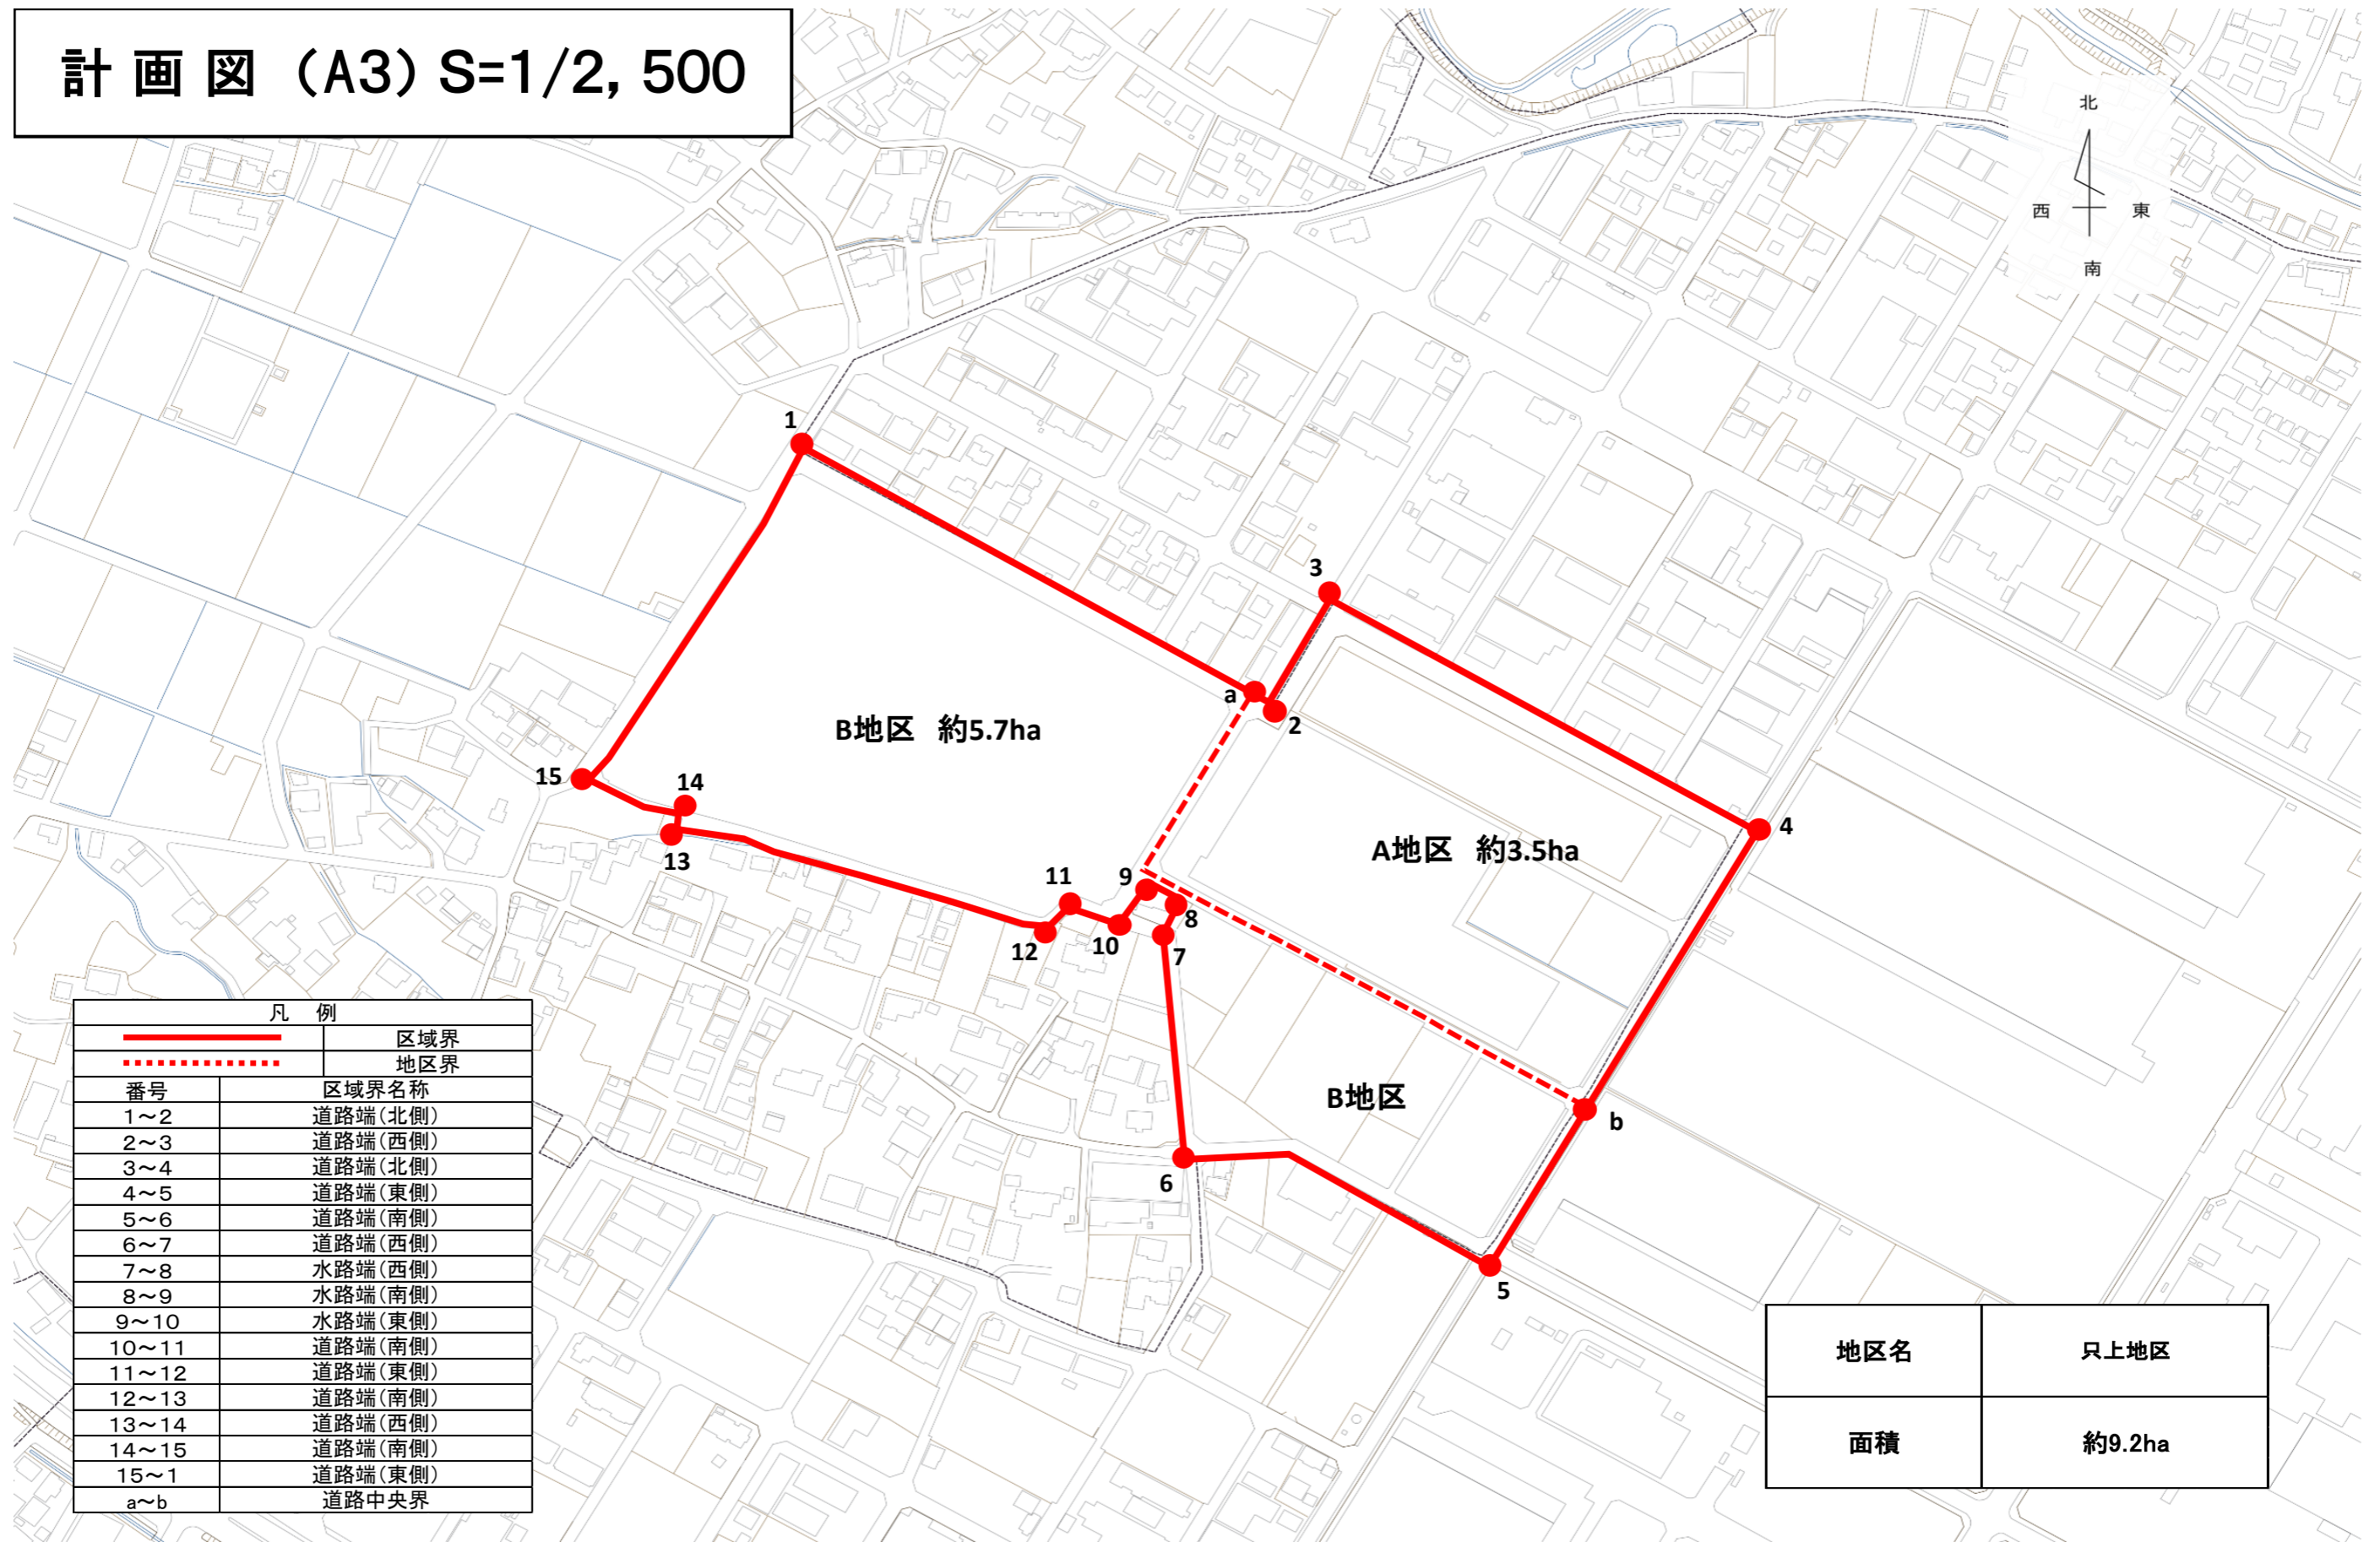 計画図（A3）S=1/2,500
北
西　東
南
1
3
a
2
B地区　約5.7ha
15
14
4
A地区　約3.5ha
13
11
9
8
12
10
7
B地区
b
6
5
凡　例
区域界
地区界
番号　区域界名称
1～2　道路端(北側)
2～3　道路端(西側)
3～4　道路端(北側)
4～5　道路端(東側)
5～6　道路端(南側)
6～7　道路端(西側)
7～8　水路端(西側)
8～9　水路端(南側)
9～10　水路端(東側)
10～11　道路端(南側)
11～12　道路端(東側)
12～13　道路端(南側)
13～14　道路端(西側)
14～15　道路端(南側)
15～1　道路端(東側)
a～b　道路中央界
地区名　只上地区
面積　約9.2ha